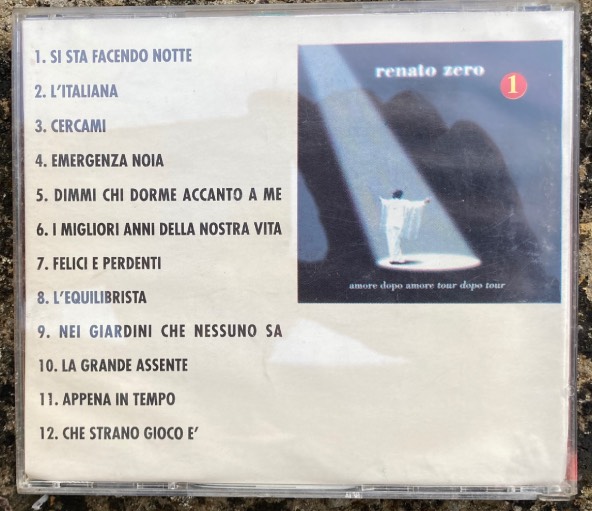 1. SI STA FACENDO NOTTE
2. L'ITALIANA
3. CERCAMI
4. EMERGENZA NOIA
5. DIMMI CHI DORME ACCANTO A ME
6. I MIGLIORI ANNI DELLA NOSTRA VITA
7. FELICI E PERDENTI
8. L'EQUILIBRISTA
9. NEI GIARDINI CHE NESSUNO SA
10. LA GRANDE ASSENTE
11. APPENA IN TEMPO
12. CHE STRANO GIOCO E'
renato zero
1
amore dopo amore tour dopo tour